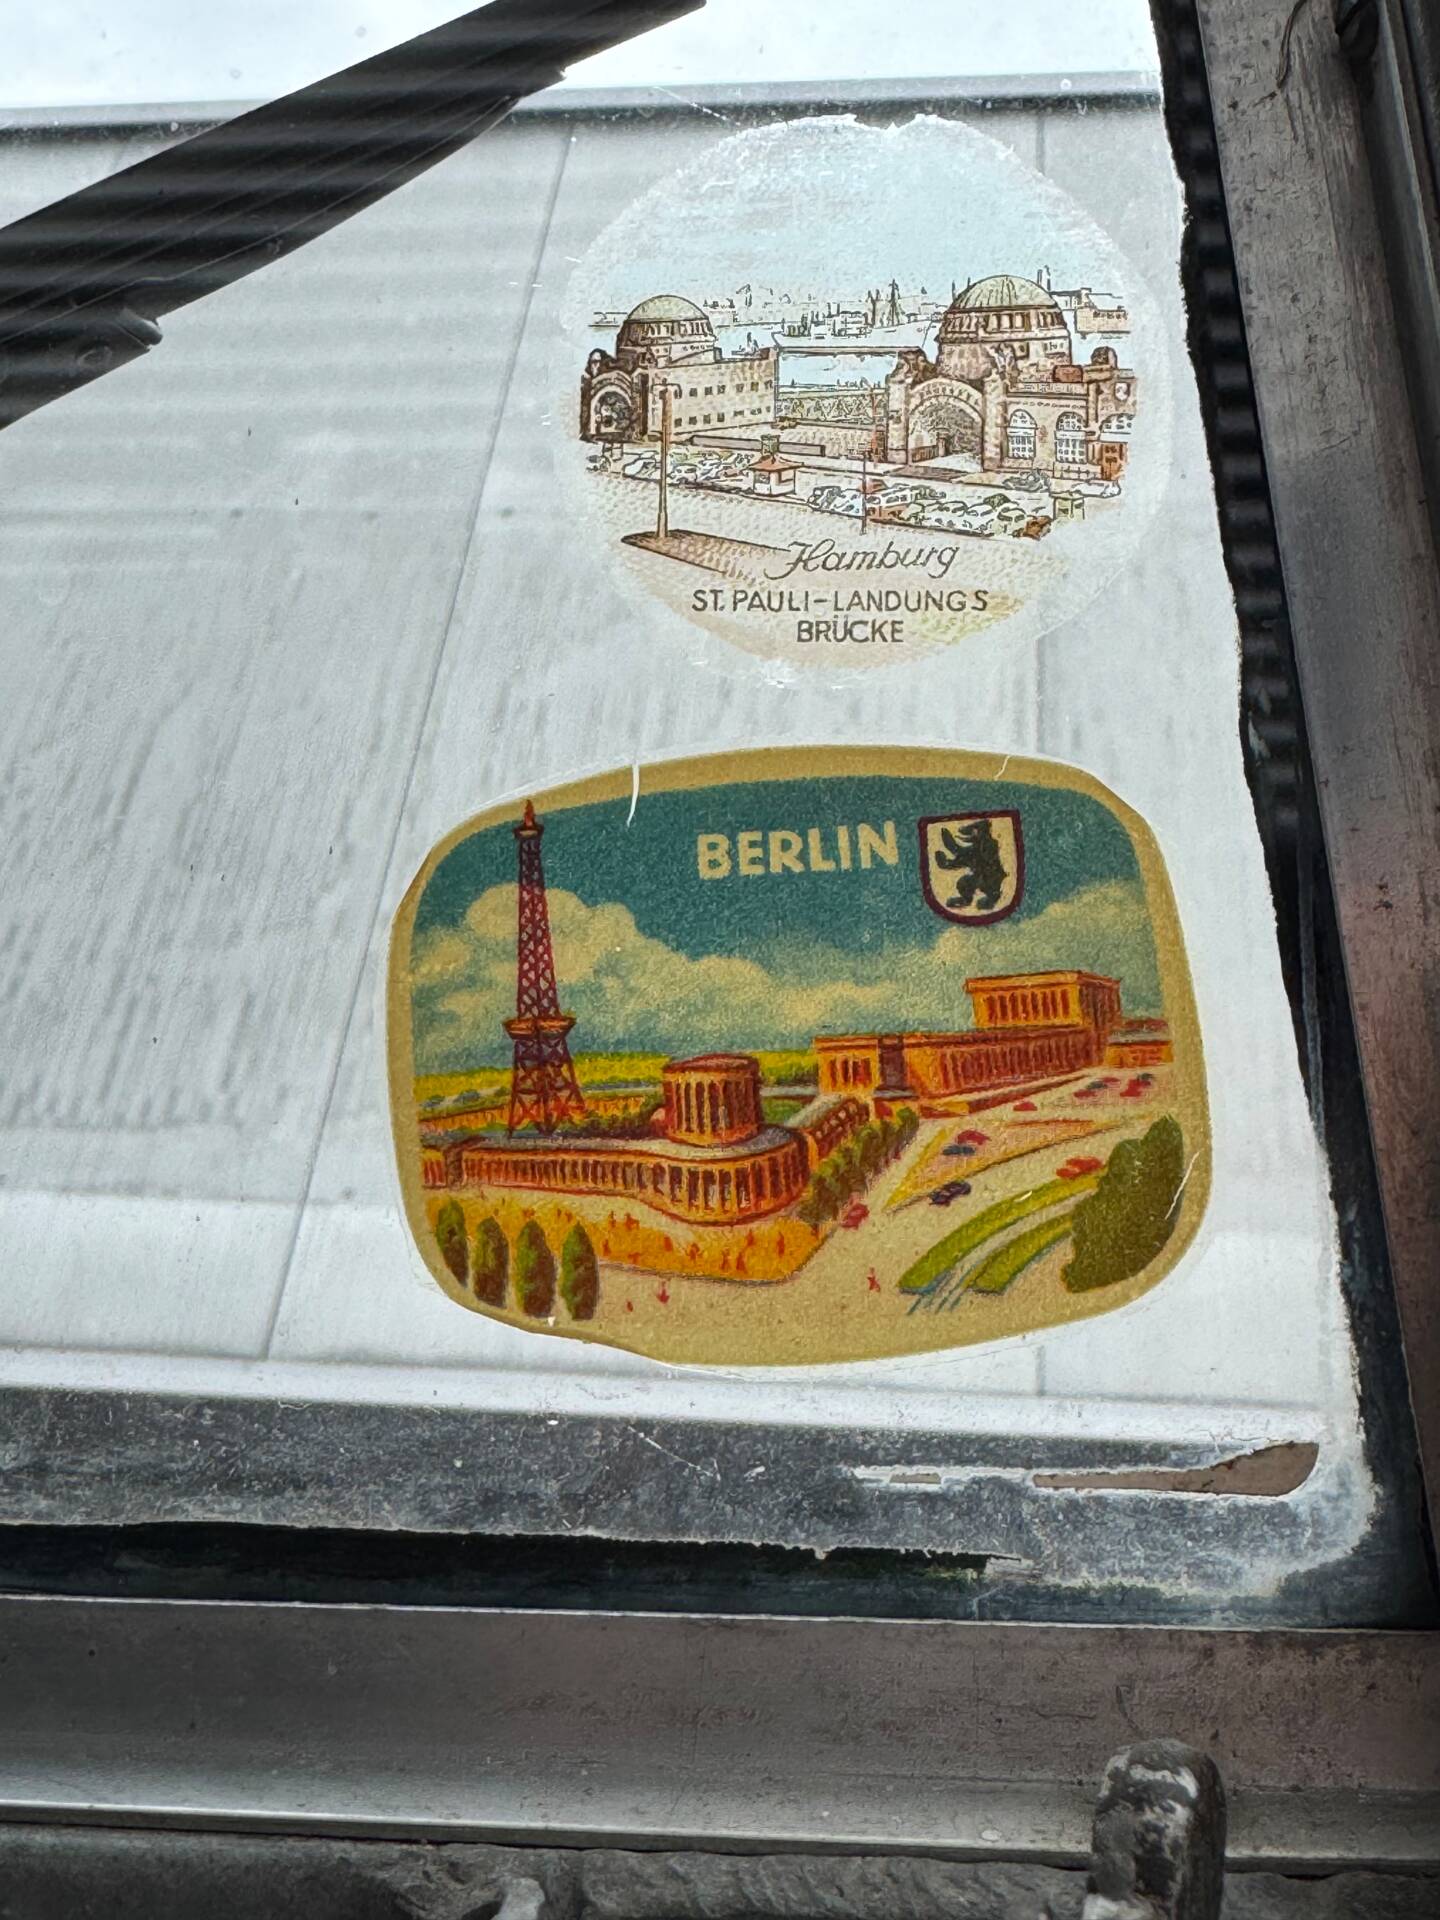 Hamburg
ST. PAULI-LANDUNGS
BRÜCKE
BERLIN